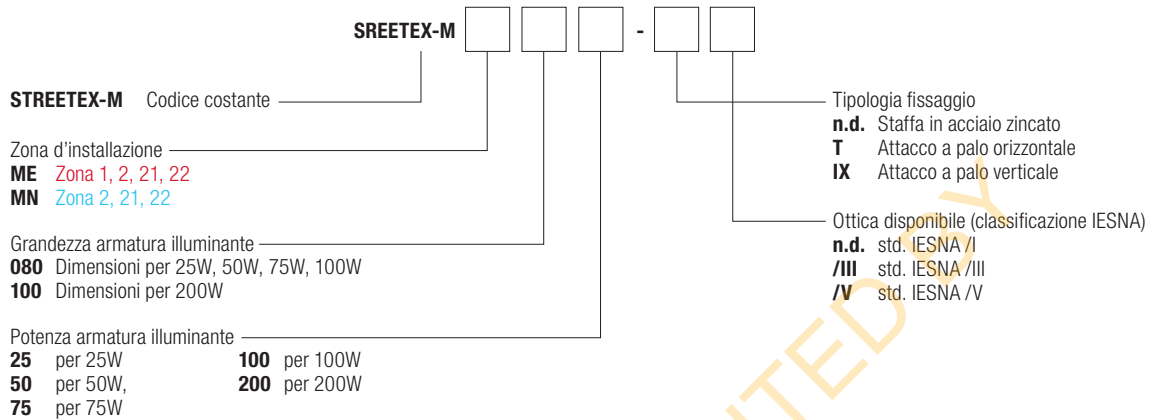 SREETEX-M -
STREETEX-M Codice costante
Zona d'installazione
ME Zona 1, 2, 21, 22
MN Zona 2, 21, 22
Grandezza armatura illuminante
080 Dimensioni per 25W, 50W, 75W, 100W
100 Dimensioni per 200W
Potenza armatura illuminante
25 per 25W 100 per 100W
50 per 50W, 200 per 200W
75 per 75W
Tipologia fissaggio
n.d. Staffa in acciaio zincato
T Attacco a palo orizzontale
IX Attacco a palo verticale
Ottica disponibile (classificazione IESNA)
n.d. std. IESNA /I
/III std. IESNA /III
/V std. IESNA /V